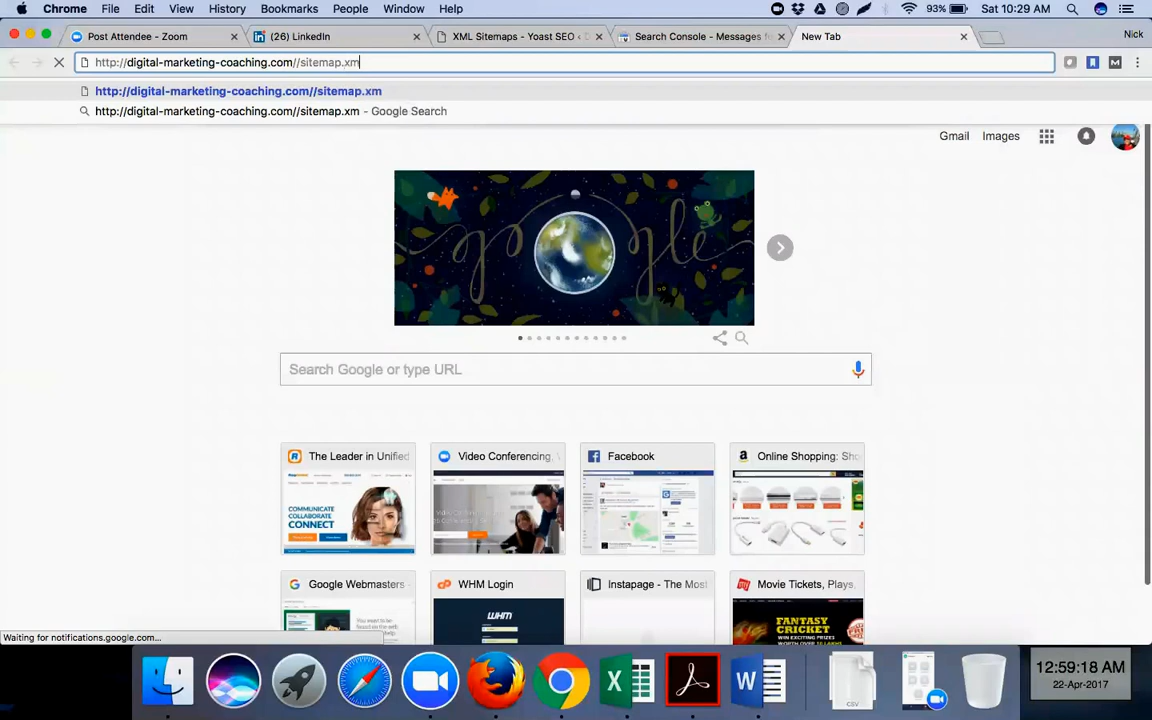 Chrome File Edit View History Bookmarks People Window Help 93% Sat 10:29 AM
Post Attendee - Zoom
(26) LinkedIn
XML Sitemaps - Yoast SEO ‹
Search Console - Messages
New Tab
Nick
http://digital-marketing-coaching.com//sitemap.xm
http://digital-marketing-coaching.com//sitemap.xm
http://digital-marketing-coaching.com//sitemap.xm - Google Search
Gmail Images
google
Search Google or type URL
The Leader in Unified
Video Conferencing,
Facebook
Online Shopping: Sho
COMMUNICATE
COLLABORATE
CONNECT
Google Webmasters -
WHM Login
Instapage - The Most
Movie Tickets, Plays,
WHM
FANTASY
CRICKET
Waiting for notifications.google.com...
CSV
12:59:18 AM
22-Apr-2017